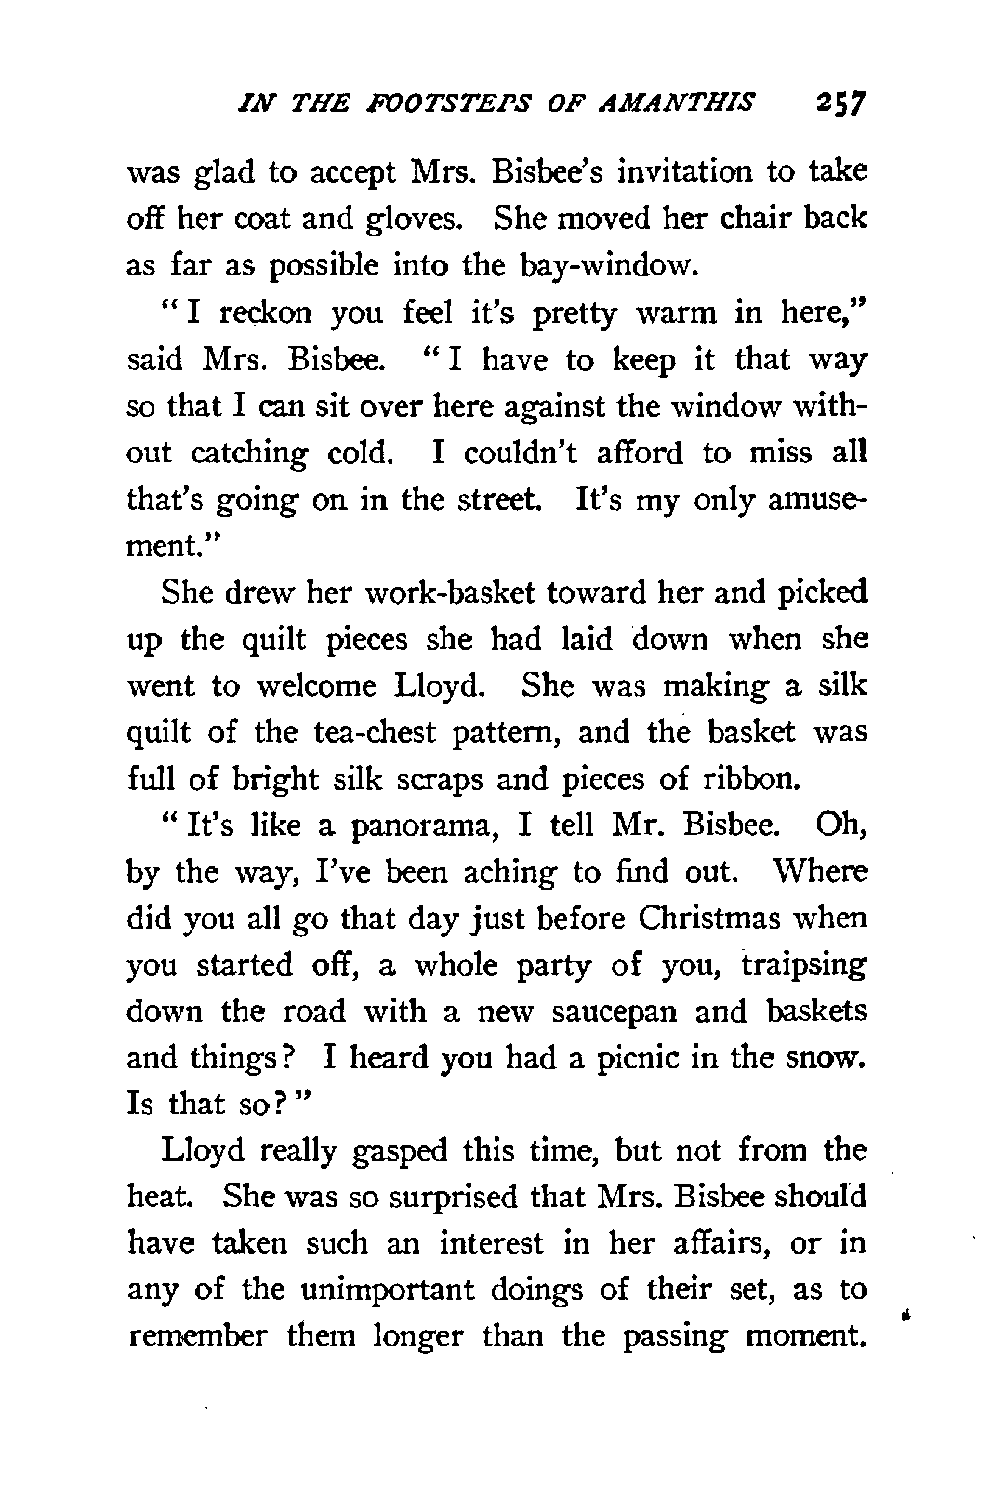 IN THE FOOTSTEPS OF AMANTHIS 257
was glad to accept Mrs. Bisbee's invitation to take
off her coat and gloves. She moved her chair back
as far as possible into the bay-window.
"I reckon you feel it's pretty warm in here,"
said Mrs. Bisbee. "I have to keep it that way
so that I can sit over here against the window with-
out catching cold. I couldn't afford to miss all
that's going on in the street. It's my only amuse-
ment."
She drew her work-basket toward her and picked
up the quilt pieces she had laid down when she
went to welcome Lloyd. She was making a silk
quilt of the tea-chest pattern, and the basket was
full of bright silk scraps and pieces of ribbon.
"It's like a panorama, I tell Mr. Bisbee. Oh,
by the way, I've been aching to find out. Where
did you all go that day just before Christmas when
you started off, a whole party of you, traipsing
down the road with a new saucepan and baskets
and things? I heard you had a picnic in the snow.
Is that so?"
Lloyd really gasped this time, but not from the
heat. She was so surprised that Mrs. Bisbee should
have taken such an interest in her affairs, or in
any of the unimportant doings of their set, as to
remember them longer than the passing moment.